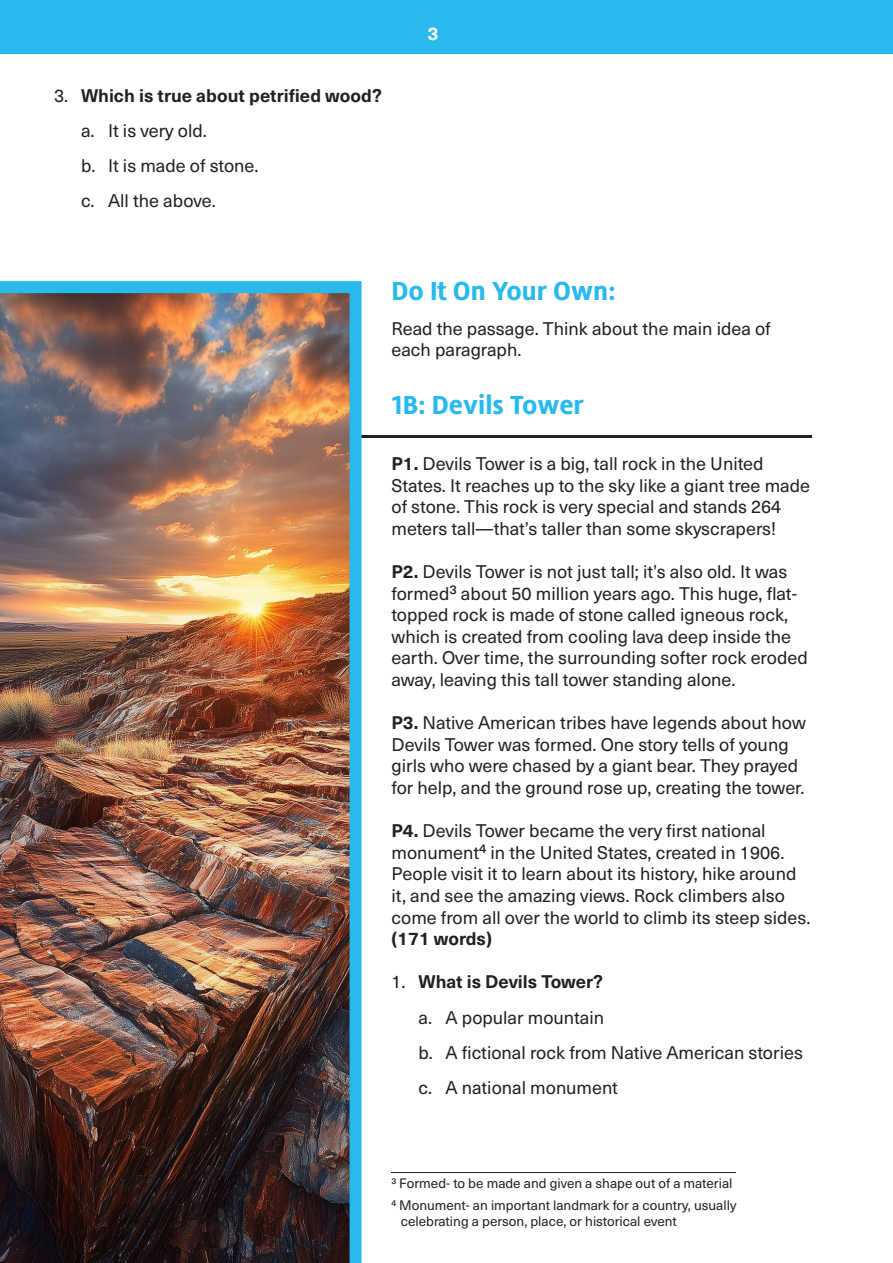 3
3. Which is true about petrified wood?
a. It is very old.
b. It is made of stone.
c. All the above.
Do It On Your Own:
Read the passage. Think about the main idea of
each paragraph.
1B: Devils Tower
P1. Devils Tower is a big, tall rock in the United
States. It reaches up to the sky like a giant tree made
of stone. This rock is very special and stands 264
meters tall—that's taller than some skyscrapers!
P2. Devils Tower is not just tall; it's also old. It was
formed³ about 50 million years ago. This huge, flat-
topped rock is made of stone called igneous rock,
which is created from cooling lava deep inside the
earth. Over time, the surrounding softer rock eroded
away, leaving this tall tower standing alone.
P3. Native American tribes have legends about how
Devils Tower was formed. One story tells of young
girls who were chased by a giant bear. They prayed
for help, and the ground rose up, creating the tower.
P4. Devils Tower became the very first national
monument⁴ in the United States, created in 1906.
People visit it to learn about its history, hike around
it, and see the amazing views. Rock climbers also
come from all over the world to climb its steep sides.
(171 words)
1. What is Devils Tower?
a. A popular mountain
b. A fictional rock from Native American stories
c. A national monument
³ Formed- to be made and given a shape out of a material
⁴ Monument- an important landmark for a country, usually
celebrating a person, place, or historical event